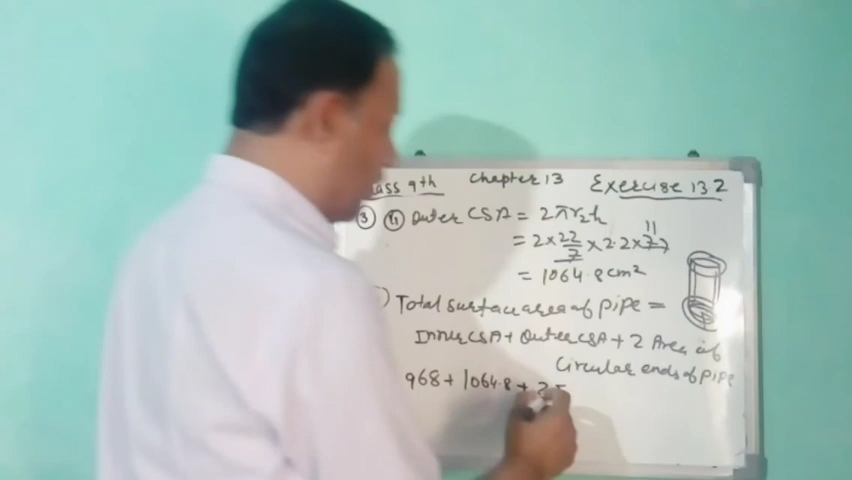 lass 9th Chapter 13 Exercise 13.2
3 ii Outer CSA = 2πr₂h
= 2 × 22/7 × 2.2 × 77 11
= 1064.8 cm²
) Total surface area of pipe =
Inner CSA + Outer CSA + 2 Area of
Circular ends of pipe
968 + 1064.8 + 2